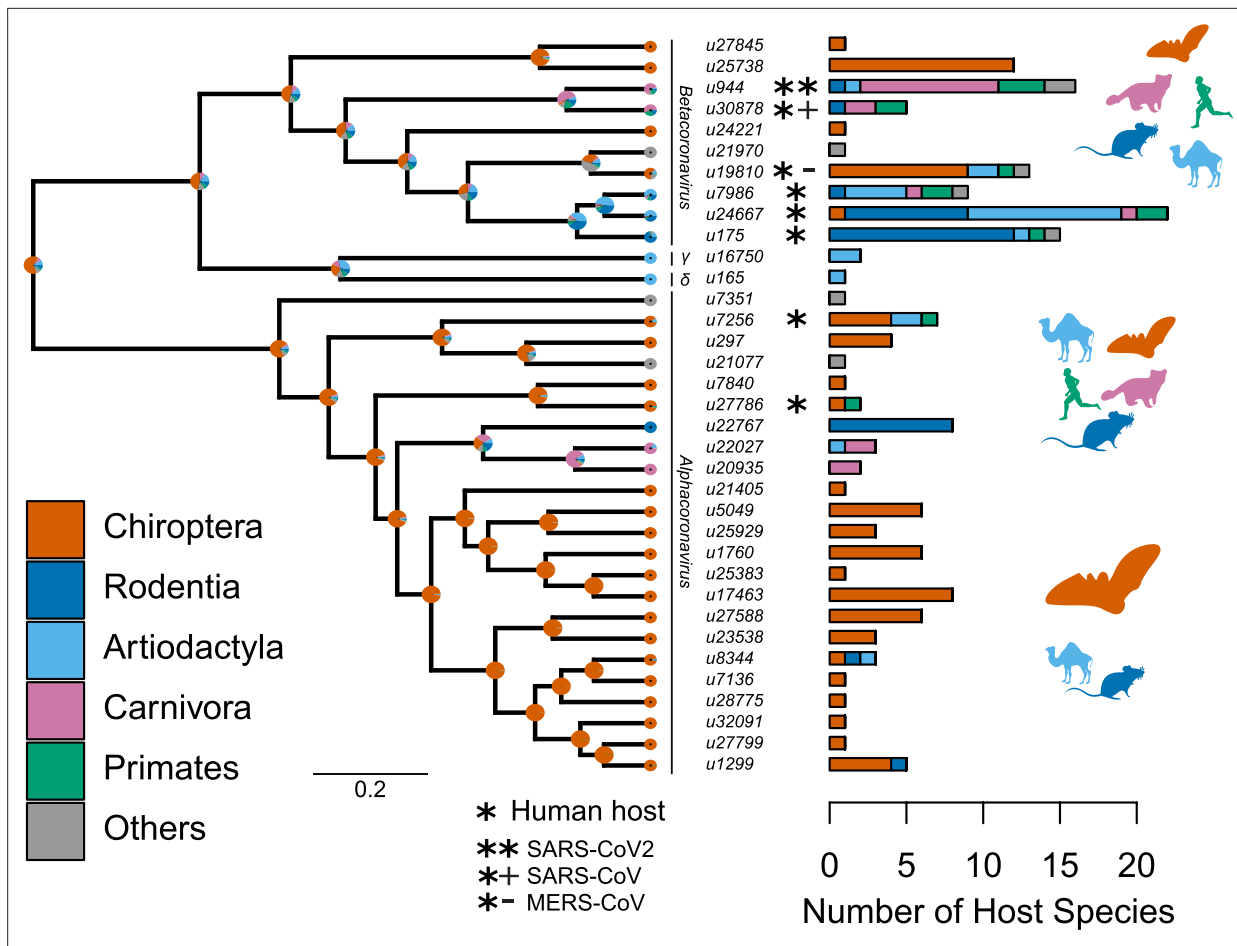 u27845
u25738
u944 **
u30878 *+
u24221
u21970
u19810 *-
u7986 *
u24667 *
u175 *
Betacoronavirus
u16750
γ
u165
δ
u7351
u7256 *
u297
u21077
u7840
u27786 *
u22767
u22027
u20935
u21405
u5049
u25929
u1760
u25383
u17463
u27588
u23538
u8344
u7136
u28775
u32091
u27799
u1299
Alphacoronavirus
Chiroptera
Rodentia
Artiodactyla
Carnivora
Primates
Others
0.2
* Human host
** SARS-CoV2
*+ SARS-CoV
*- MERS-CoV
0 5 10 15 20
Number of Host Species